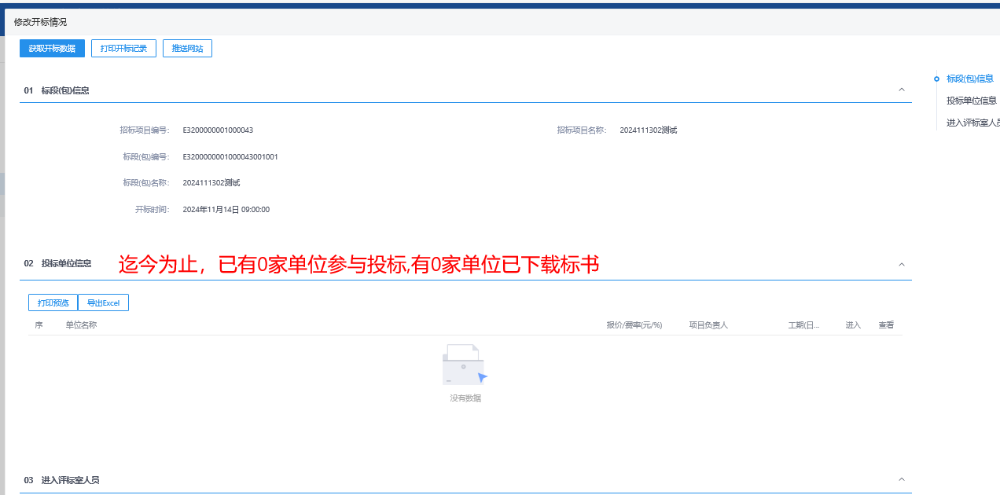 修改开标情况
获取开标数据 打印开标记录 推送网站
01 标段(包)信息
招标项目编号: E3200000001000043 招标项目名称: 2024111302测试
标段(包)编号: E3200000001000043001001
标段(包)名称: 2024111302测试
开标时间: 2024年11月14日 09:00:00
02 投标单位信息 迄今为止，已有0家单位参与投标,有0家单位已下载标书
打印预览 导出Excel
序 单位名称 报价/费率(元/%) 项目负责人 工期(日... 进入 查看
没有数据
03 进入评标室人员
标段(包)信息
投标单位信息
进入评标室人员